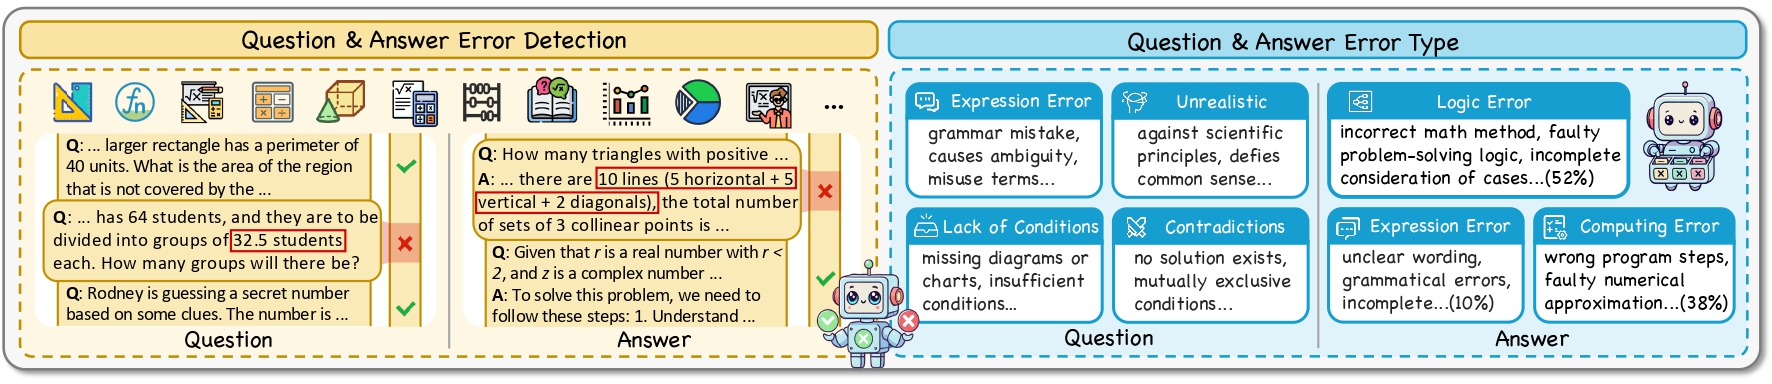 Question & Answer Error Detection
fn
√x
√x
? √x
√x
...
Q: ... larger rectangle has a perimeter of
40 units. What is the area of the region
that is not covered by the ...
Q: ... has 64 students, and they are to be
divided into groups of 32.5 students
each. How many groups will there be?
Q: Rodney is guessing a secret number
based on some clues. The number is ...
Question
Q: How many triangles with positive ...
A: ... there are 10 lines (5 horizontal + 5
vertical + 2 diagonals), the total number
of sets of 3 collinear points is ...
Q: Given that r is a real number with r <
2, and z is a complex number ...
A: To solve this problem, we need to
follow these steps: 1. Understand ...
Answer
Question & Answer Error Type
Expression Error
grammar mistake,
causes ambiguity,
misuse terms...
Unrealistic
against scientific
principles, defies
common sense...
Lack of Conditions
missing diagrams or
charts, insufficient
conditions...
Contradictions
no solution exists,
mutually exclusive
conditions...
Question
Logic Error
incorrect math method, faulty
problem-solving logic, incomplete
consideration of cases...(52%)
Expression Error
unclear wording,
grammatical errors,
incomplete...(10%)
Computing Error
wrong program steps,
faulty numerical
approximation...(38%)
Answer